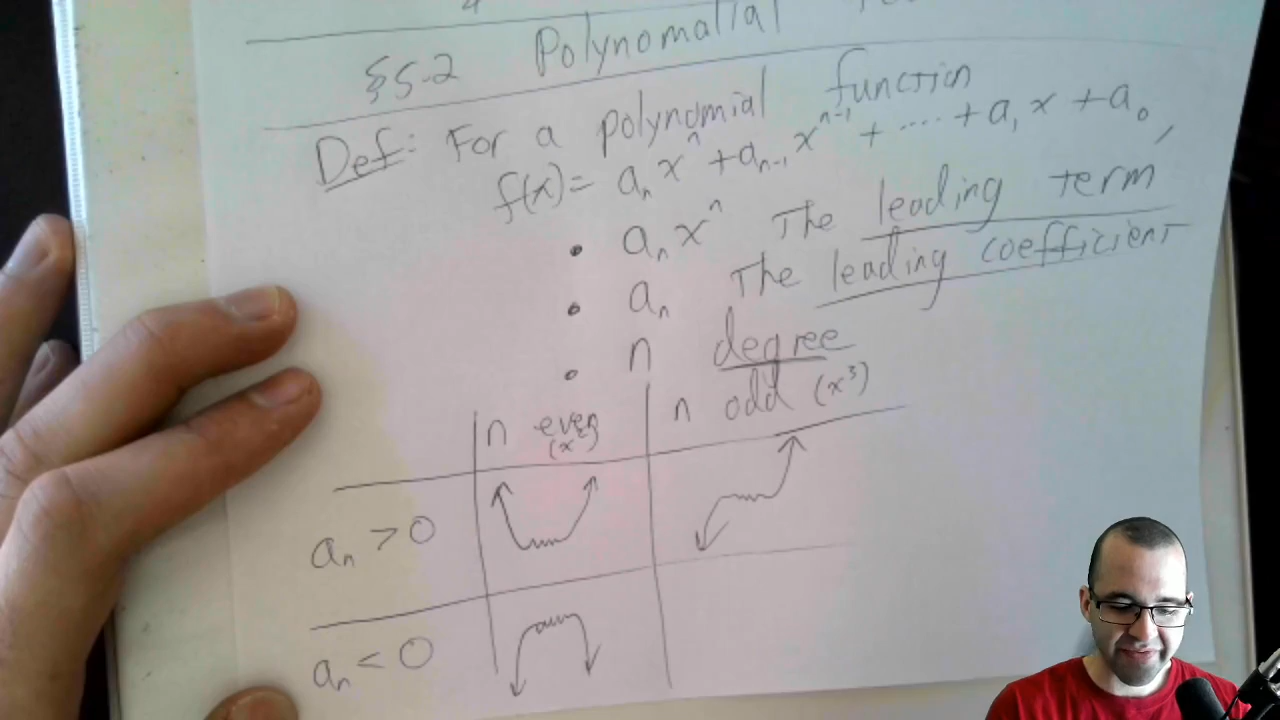 §5.2 Polynomalial
Def: For a polynomial function
f(x) = aₙxⁿ + aₙ₋₁xⁿ⁻¹ + ···· + a₁x + a₀,
• aₙxⁿ The leading term
• aₙ The leading coefficient
• n degree
n even (x²) n odd (x³)
aₙ > 0
aₙ < 0